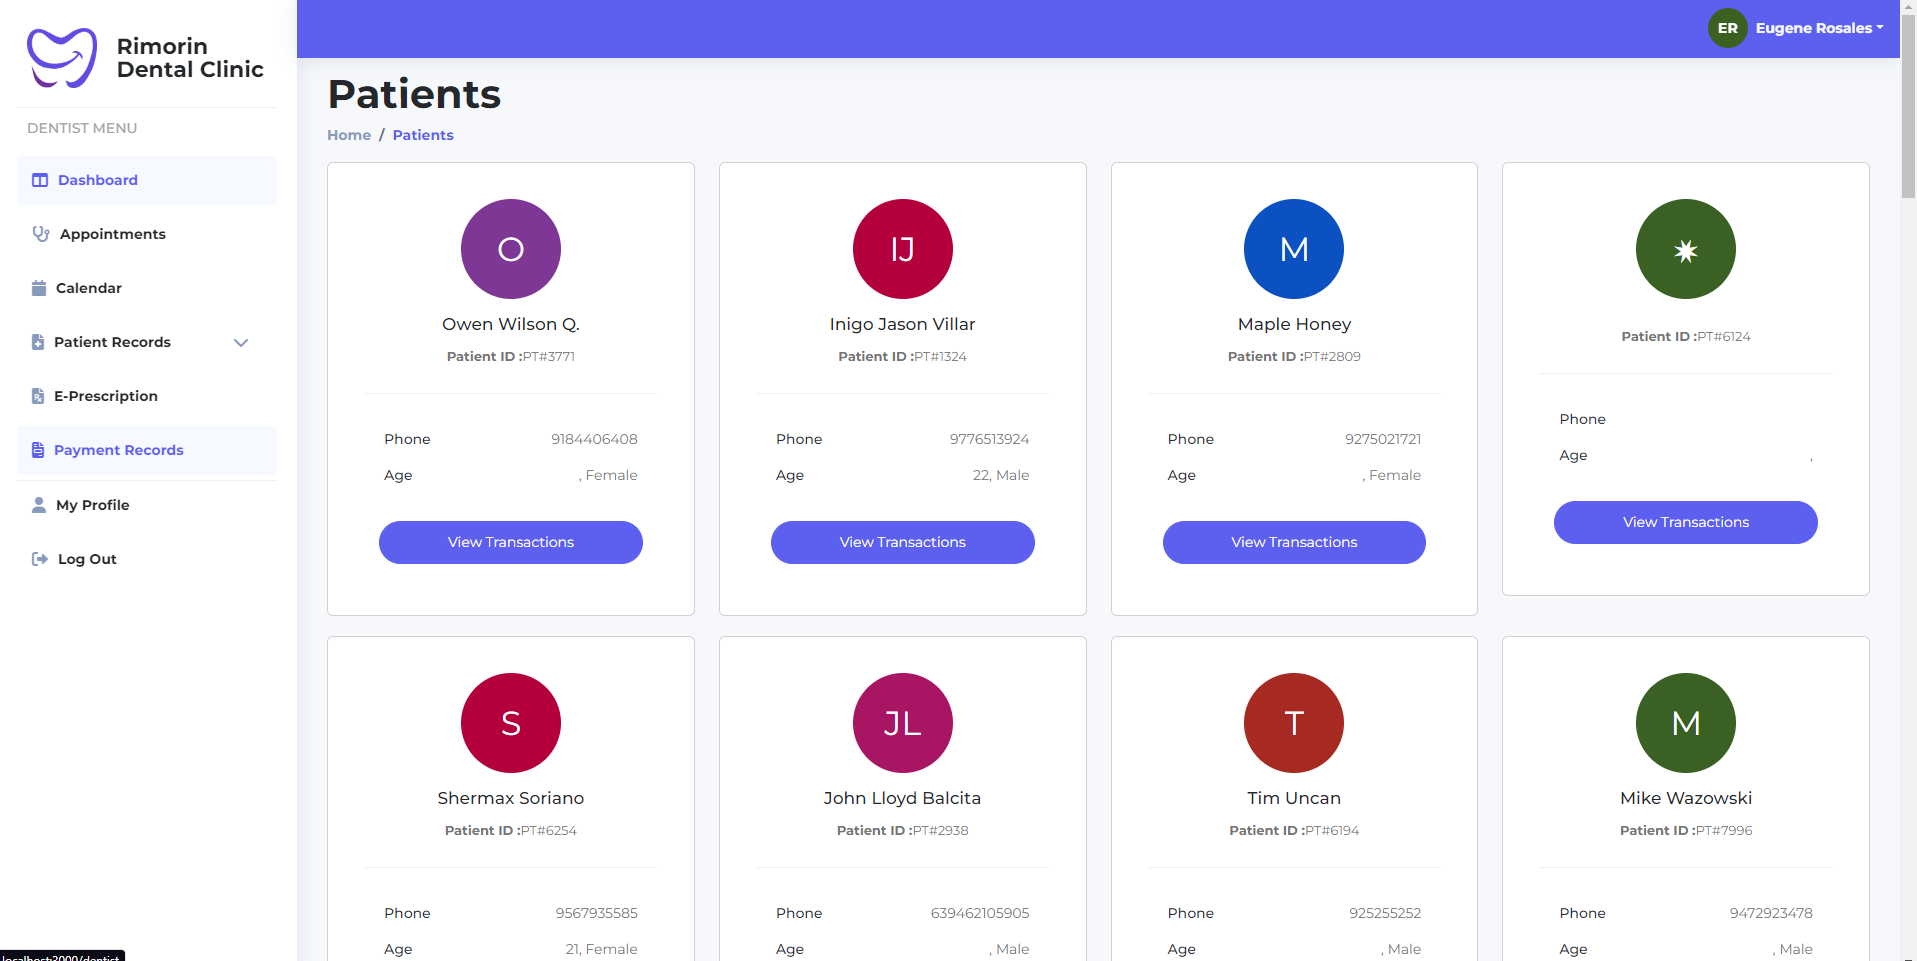 Rimorin
Dental Clinic
ER
Eugene Rosales
DENTIST MENU
Dashboard
Appointments
Calendar
Patient Records
E-Prescription
Payment Records
My Profile
Log Out
Patients
Home / Patients
O
Owen Wilson Q.
Patient ID :PT#3771
Phone 9184406408
Age , Female
View Transactions
IJ
Inigo Jason Villar
Patient ID :PT#1324
Phone 9776513924
Age 22, Male
View Transactions
M
Maple Honey
Patient ID :PT#2809
Phone 9275021721
Age , Female
View Transactions
Patient ID :PT#6124
Phone
Age ,
View Transactions
S
Shermax Soriano
Patient ID :PT#6254
Phone 9567935585
Age 21, Female
JL
John Lloyd Balcita
Patient ID :PT#2938
Phone 639462105905
Age , Male
T
Tim Uncan
Patient ID :PT#6194
Phone 925255252
Age , Male
M
Mike Wazowski
Patient ID :PT#7996
Phone 9472923478
Age , Male
localhost:3000/dentist